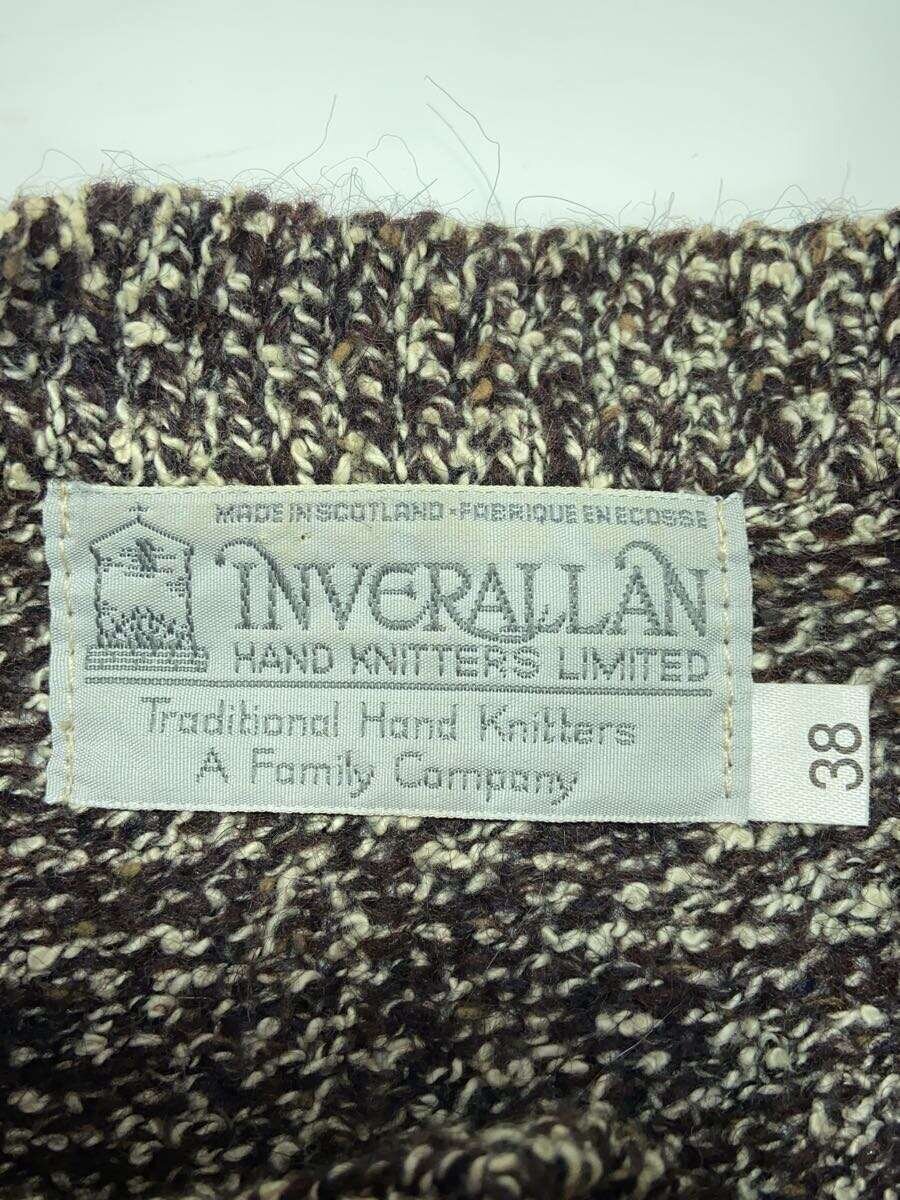 MADE IN SCOTLAND • FABRIQUE EN ECOSSE
INVERALLAN
HAND KNITTERS LIMITED
Traditional Hand Knitters
A Family Company
38